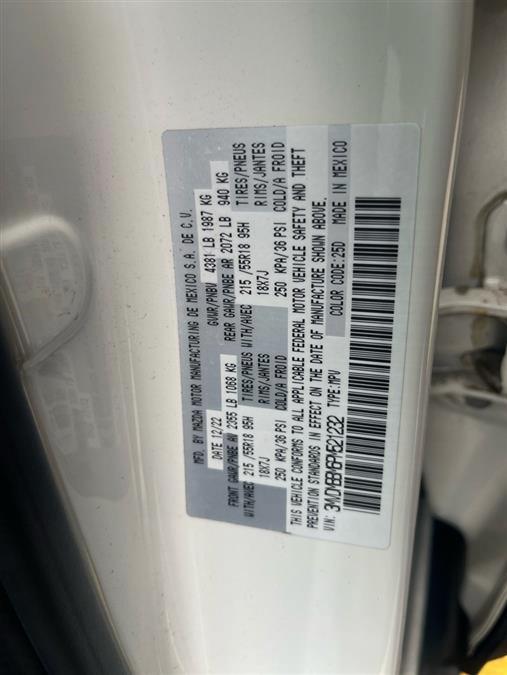 MFD. BY MAZDA MOTOR MANUFACTURING DE MEXICO S.A. DE C.V.
DATE 12/22 GVWR/PNBV 4381 LB 1987 KG
FRONT GAWR/PNBE AV 2355 LB 1068 KG REAR GAWR/PNBE AR 2072 LB 940 KG
WITH/AVEC 215 /55R18 95H TIRES/PNEUS WITH/AVEC 215 /55R18 95H TIRES/PNEUS
18X7J RIMS/JANTES 18X7J RIMS/JANTES
250 KPA/36 PSI COLD/A FROID 250 KPA/36 PSI COLD/A FROID
THIS VEHICLE CONFORMS TO ALL APPLICABLE FEDERAL MOTOR VEHICLE SAFETY AND THEFT
PREVENTION STANDARDS IN EFFECT ON THE DATE OF MANUFACTURE SHOWN ABOVE.
VIN: TYPE:MPV COLOR CODE:25D MADE IN MEXICO